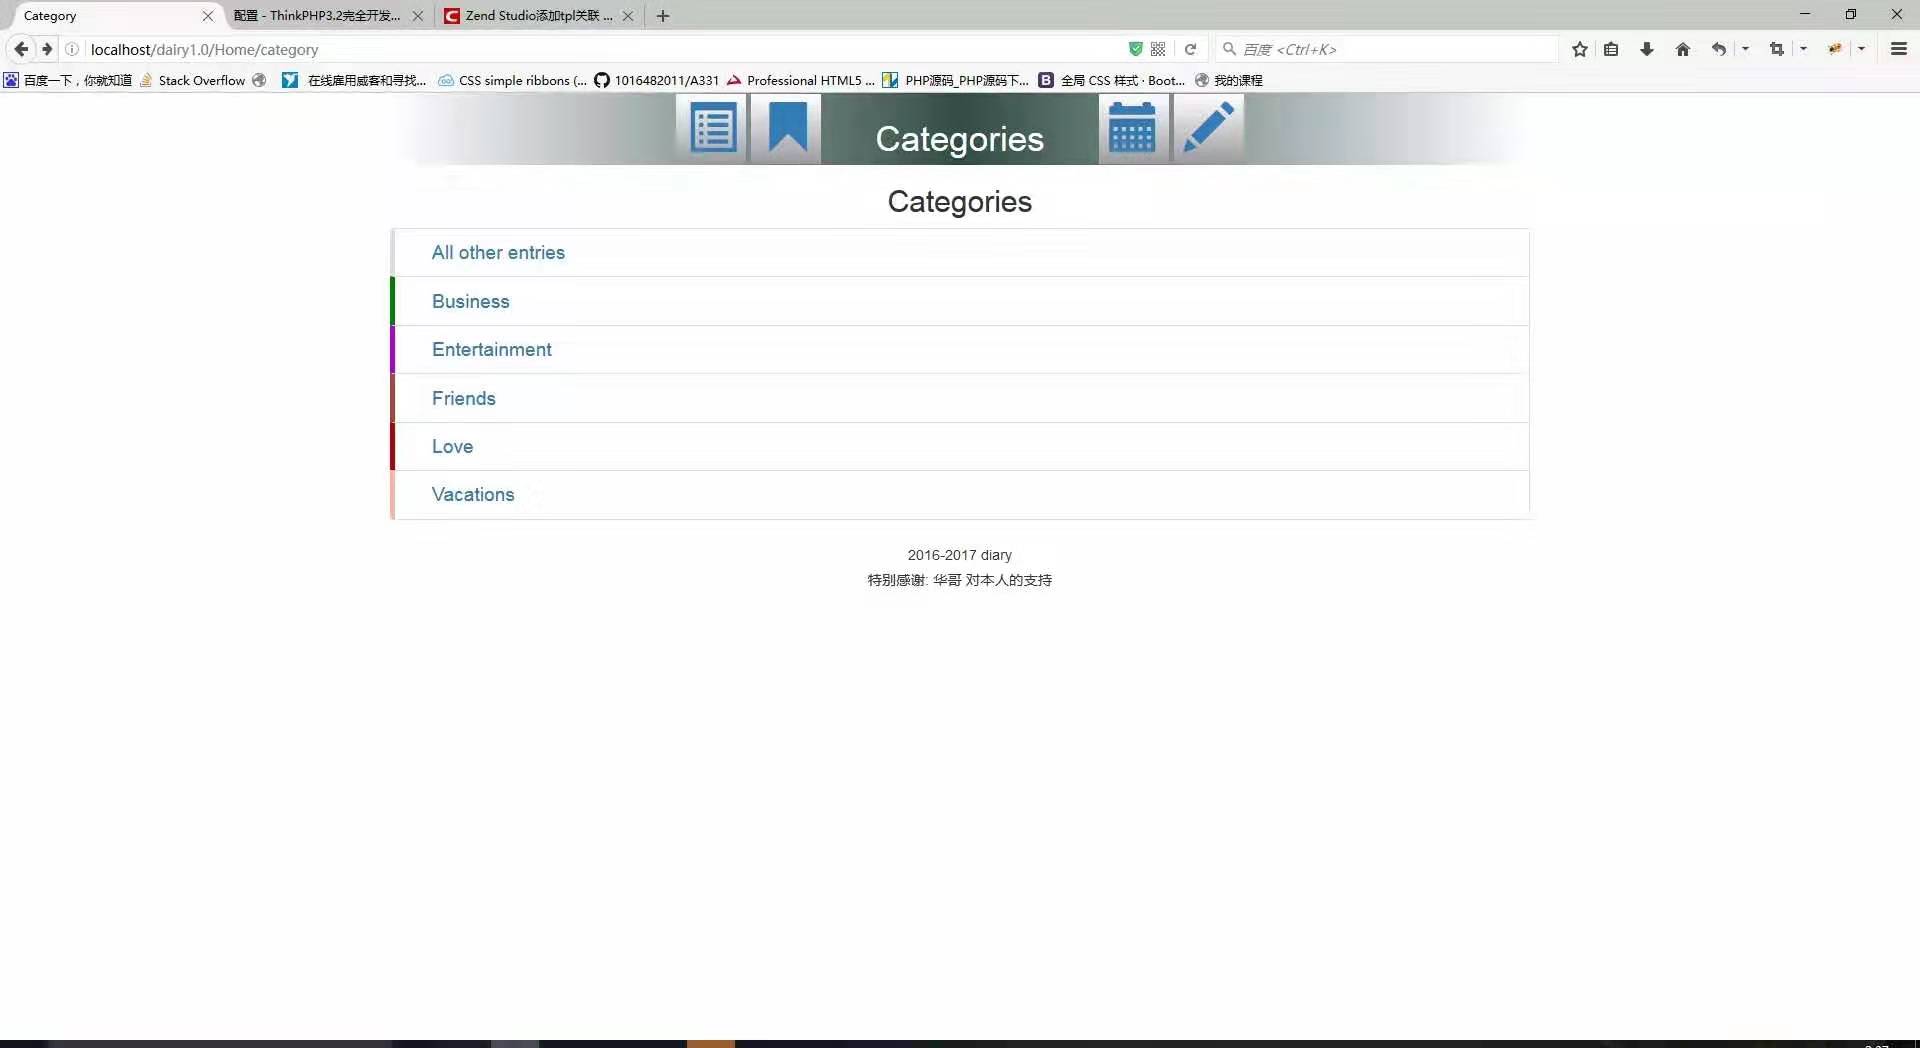 Category
配置 - ThinkPHP3.2完全开发...
Zend Studio添加tpl关联 ...
localhost/dairy1.0/Home/category
百度 <Ctrl+K>
百度一下，你就知道
Stack Overflow
在线雇用威客和寻找...
CSS simple ribbons (...
1016482011/A331
Professional HTML5 ...
PHP源码_PHP源码下...
全局 CSS 样式 · Boot...
我的课程
Categories
Categories
All other entries
Business
Entertainment
Friends
Love
Vacations
2016-2017 diary
特别感谢: 华哥 对本人的支持